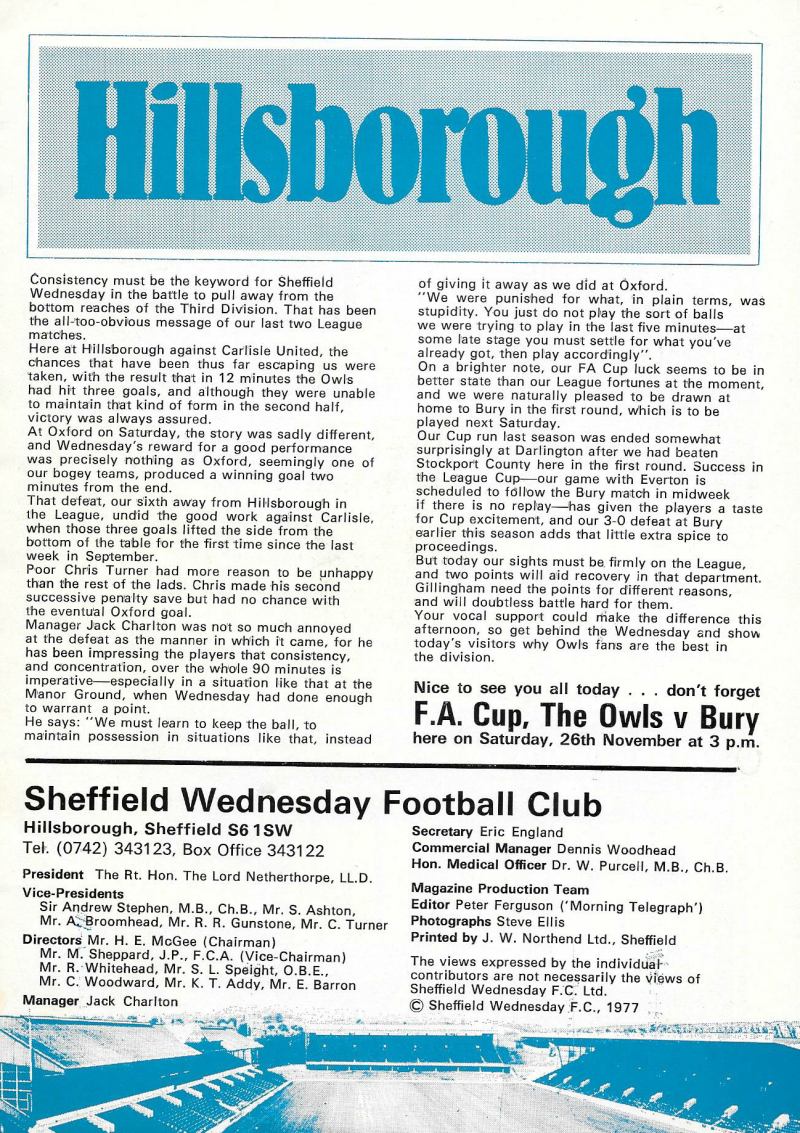 Hillsborough
Consistency must be the keyword for Sheffield
Wednesday in the battle to pull away from the
bottom reaches of the Third Division. That has been
the all-too-obvious message of our last two League
matches.
Here at Hillsborough against Carlisle United, the
chances that have been thus far escaping us were
taken, with the result that in 12 minutes the Owls
had hit three goals, and although they were unable
to maintain that kind of form in the second half,
victory was always assured.
At Oxford on Saturday, the story was sadly different,
and Wednesday's reward for a good performance
was precisely nothing as Oxford, seemingly one of
our bogey teams, produced a winning goal two
minutes from the end.
That defeat, our sixth away from Hillsborough in
the League, undid the good work against Carlisle,
when those three goals lifted the side from the
bottom of the table for the first time since the last
week in September.
Poor Chris Turner had more reason to be unhappy
than the rest of the lads. Chris made his second
successive penalty save but had no chance with
the eventual Oxford goal.
Manager Jack Charlton was not so much annoyed
at the defeat as the manner in which it came, for he
has been impressing the players that consistency,
and concentration, over the whole 90 minutes is
imperative—especially in a situation like that at the
Manor Ground, when Wednesday had done enough
to warrant a point.
He says: "We must learn to keep the ball, to
maintain possession in situations like that, instead
of giving it away as we did at Oxford.
"We were punished for what, in plain terms, was
stupidity. You just do not play the sort of balls
we were trying to play in the last five minutes—at
some late stage you must settle for what you've
already got, then play accordingly".
On a brighter note, our FA Cup luck seems to be in
better state than our League fortunes at the moment,
and we were naturally pleased to be drawn at
home to Bury in the first round, which is to be
played next Saturday.
Our Cup run last season was ended somewhat
surprisingly at Darlington after we had beaten
Stockport County here in the first round. Success in
the League Cup—our game with Everton is
scheduled to follow the Bury match in midweek
if there is no replay—has given the players a taste
for Cup excitement, and our 3-0 defeat at Bury
earlier this season adds that little extra spice to
proceedings.
But today our sights must be firmly on the League,
and two points will aid recovery in that department.
Gillingham need the points for different reasons,
and will doubtless battle hard for them.
Your vocal support could make the difference this
afternoon, so get behind the Wednesday and show
today's visitors why Owls fans are the best in
the division.
Nice to see you all today . . . don't forget
F.A. Cup, The Owls v Bury
here on Saturday, 26th November at 3 p.m.
Sheffield Wednesday Football Club
Hillsborough, Sheffield S6 1SW
Tel. (0742) 343123, Box Office 343122
President The Rt. Hon. The Lord Netherthorpe, LL.D.
Vice-Presidents
Sir Andrew Stephen, M.B., Ch.B., Mr. S. Ashton,
Mr. A. Broomhead, Mr. R. R. Gunstone, Mr. C. Turner
Directors Mr. H. E. McGee (Chairman)
Mr. M. Sheppard, J.P., F.C.A. (Vice-Chairman)
Mr. R. Whitehead, Mr. S. L. Speight, O.B.E.,
Mr. C. Woodward, Mr. K. T. Addy, Mr. E. Barron
Manager Jack Charlton
Secretary Eric England
Commercial Manager Dennis Woodhead
Hon. Medical Officer Dr. W. Purcell, M.B., Ch.B.
Magazine Production Team
Editor Peter Ferguson ('Morning Telegraph')
Photographs Steve Ellis
Printed by J. W. Northend Ltd., Sheffield
The views expressed by the individual
contributors are not necessarily the views of
Sheffield Wednesday F.C. Ltd.
© Sheffield Wednesday F.C., 1977